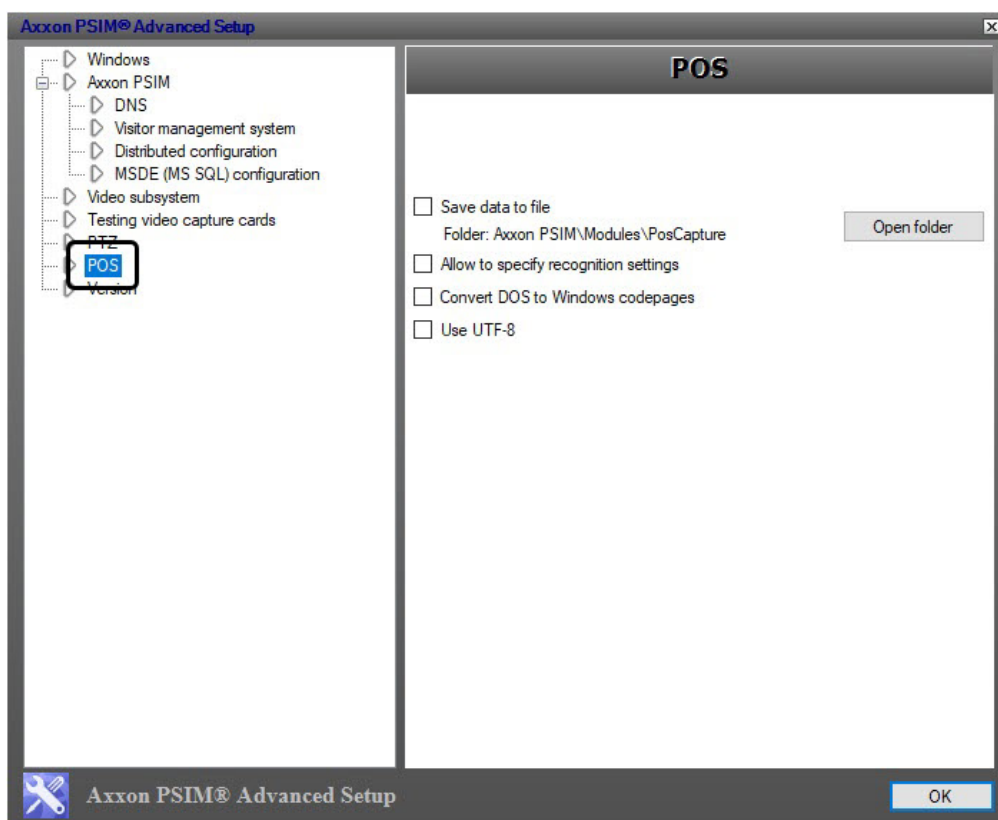 Axxon PSIM® Advanced Setup
Windows
Axxon PSIM
DNS
Visitor management system
Distributed configuration
MSDE (MS SQL) configuration
Video subsystem
Testing video capture cards
PTZ
POS
Version
POS
Save data to file
Folder: Axxon PSIM\Modules\PosCapture
Open folder
Allow to specify recognition settings
Convert DOS to Windows codepages
Use UTF-8
Axxon PSIM® Advanced Setup
OK